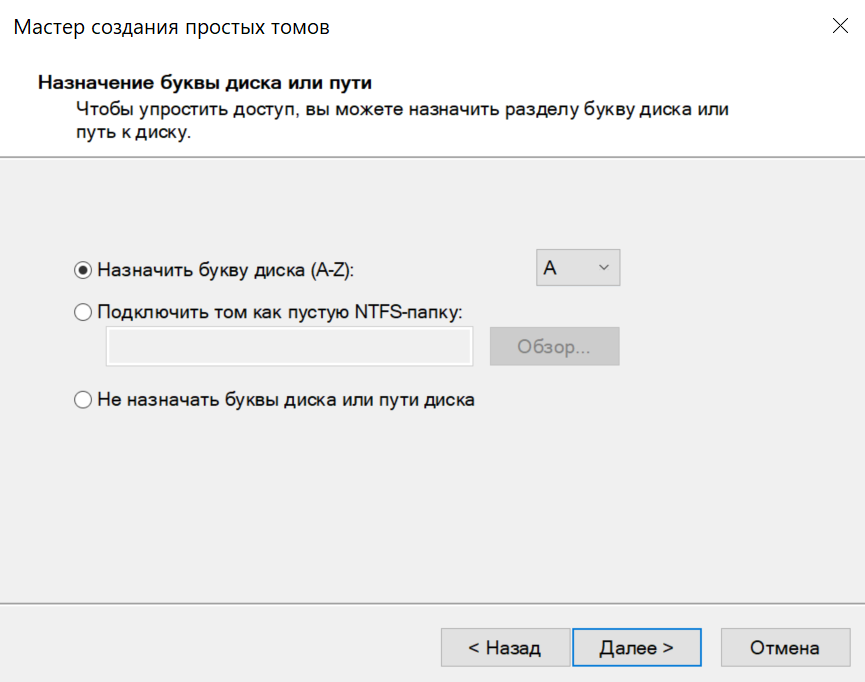 Мастер создания простых томов
Назначение буквы диска или пути
Чтобы упростить доступ, вы можете назначить разделу букву диска или
путь к диску.
Назначить букву диска (A-Z):
A
Подключить том как пустую NTFS-папку:
Обзор...
Не назначать буквы диска или пути диска
< Назад
Далее >
Отмена